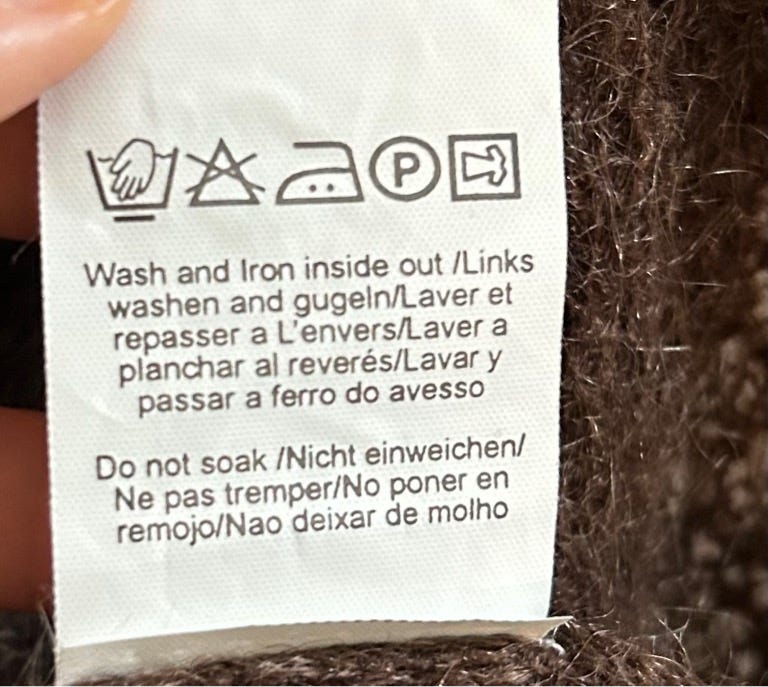 P
Wash and Iron inside out /Links
washen and gugeln/Laver et
repasser a L'envers/Laver a
planchar al reverés/Lavar y
passar a ferro do avesso
Do not soak /Nicht einweichen/
Ne pas tremper/No poner en
remojo/Nao deixar de molho